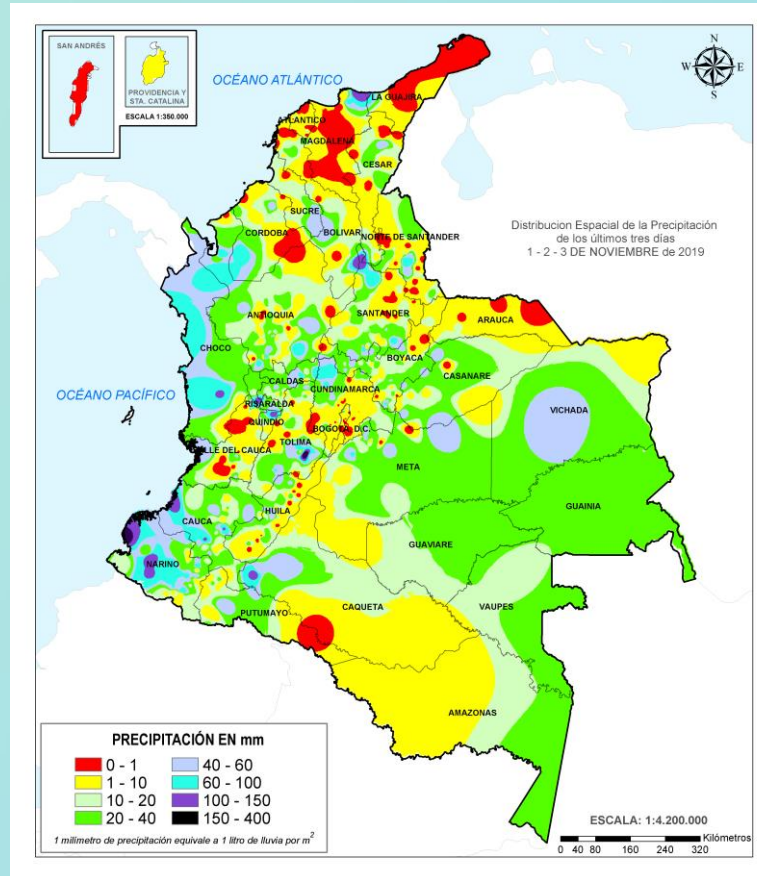 SAN ANDRÉS
PROVIDENCIA Y
STA. CATALINA
ESCALA 1:350.000
OCÉANO ATLÁNTICO
N
W
E
S
LA GUAJIRA
ATLANTICO
MAGDALENA
CESAR
SUCRE
CORDOBA
BOLIVAR
NORTE DE SANTANDER
Distribucion Espacial de la Precipitación
de los últimos tres días
1 - 2 - 3 DE NOVIEMBRE de 2019
ANTIOQUIA
SANTANDER
ARAUCA
CHOCO
BOYACA
CASANARE
OCÉANO PACÍFICO
CALDAS
CUNDINAMARCA
RISARALDA
VICHADA
QUINDIO
BOGOTA, D.C.
TOLIMA
VALLE DEL CAUCA
META
GUAINIA
CAUCA
HUILA
GUAVIARE
NARIÑO
CAQUETA
VAUPES
PUTUMAYO
AMAZONAS
PRECIPITACIÓN EN mm
0 - 1
40 - 60
1 - 10
60 - 100
10 - 20
100 - 150
20 - 40
150 - 400
1 milímetro de precipitación equivale a 1 litro de lluvia por m²
ESCALA: 1:4.200.000
Kilómetros
0 40 80 160 240 320